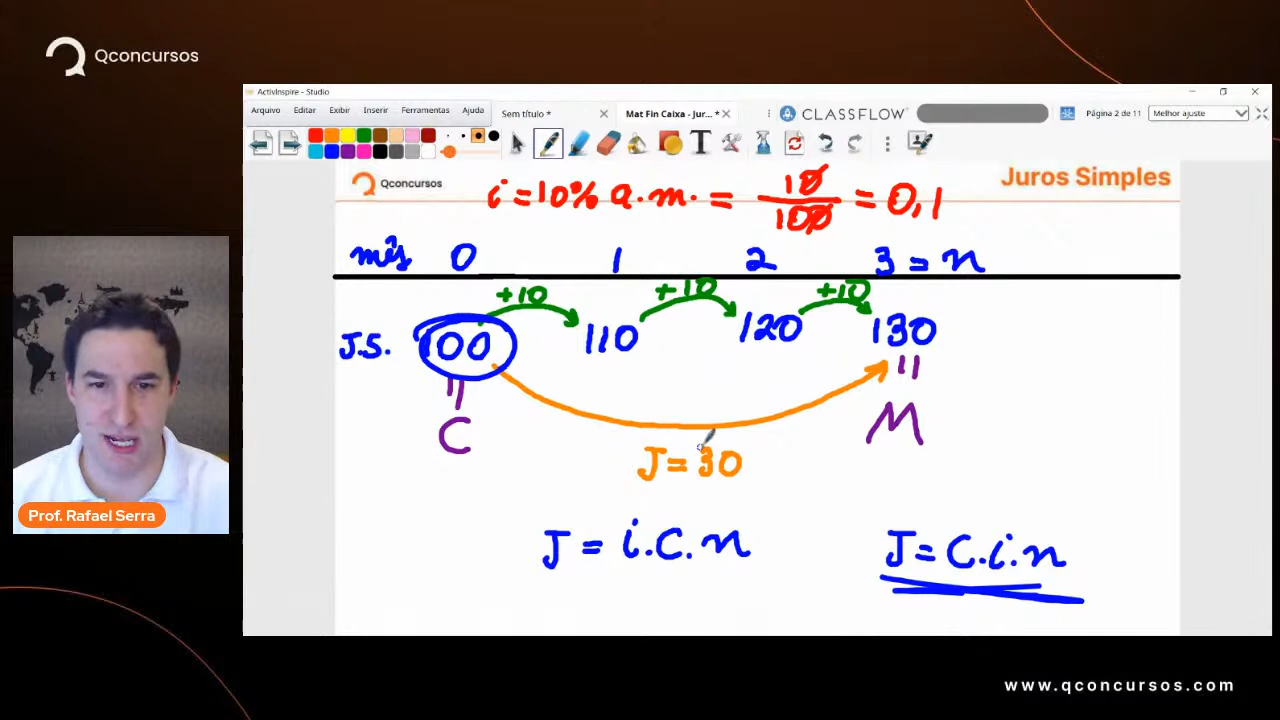 Qconcursos
ActivInspire - Studio
Arquivo Editar Exibir Inserir Ferramentas Ajuda
Sem título *
Mat Fin Caixa - Jur... *
CLASSFLOW
Página 2 de 11
Melhor ajuste
Qconcursos
Juros Simples
i = 10% a.m. = 10/100 = 0,1
mês 0 1 2 3 = n
+10 +10 +10
J.S. 100 110 120 130
C M
J = 30
J = i.C.n
J = C.i.n
Prof. Rafael Serra
www.qconcursos.com